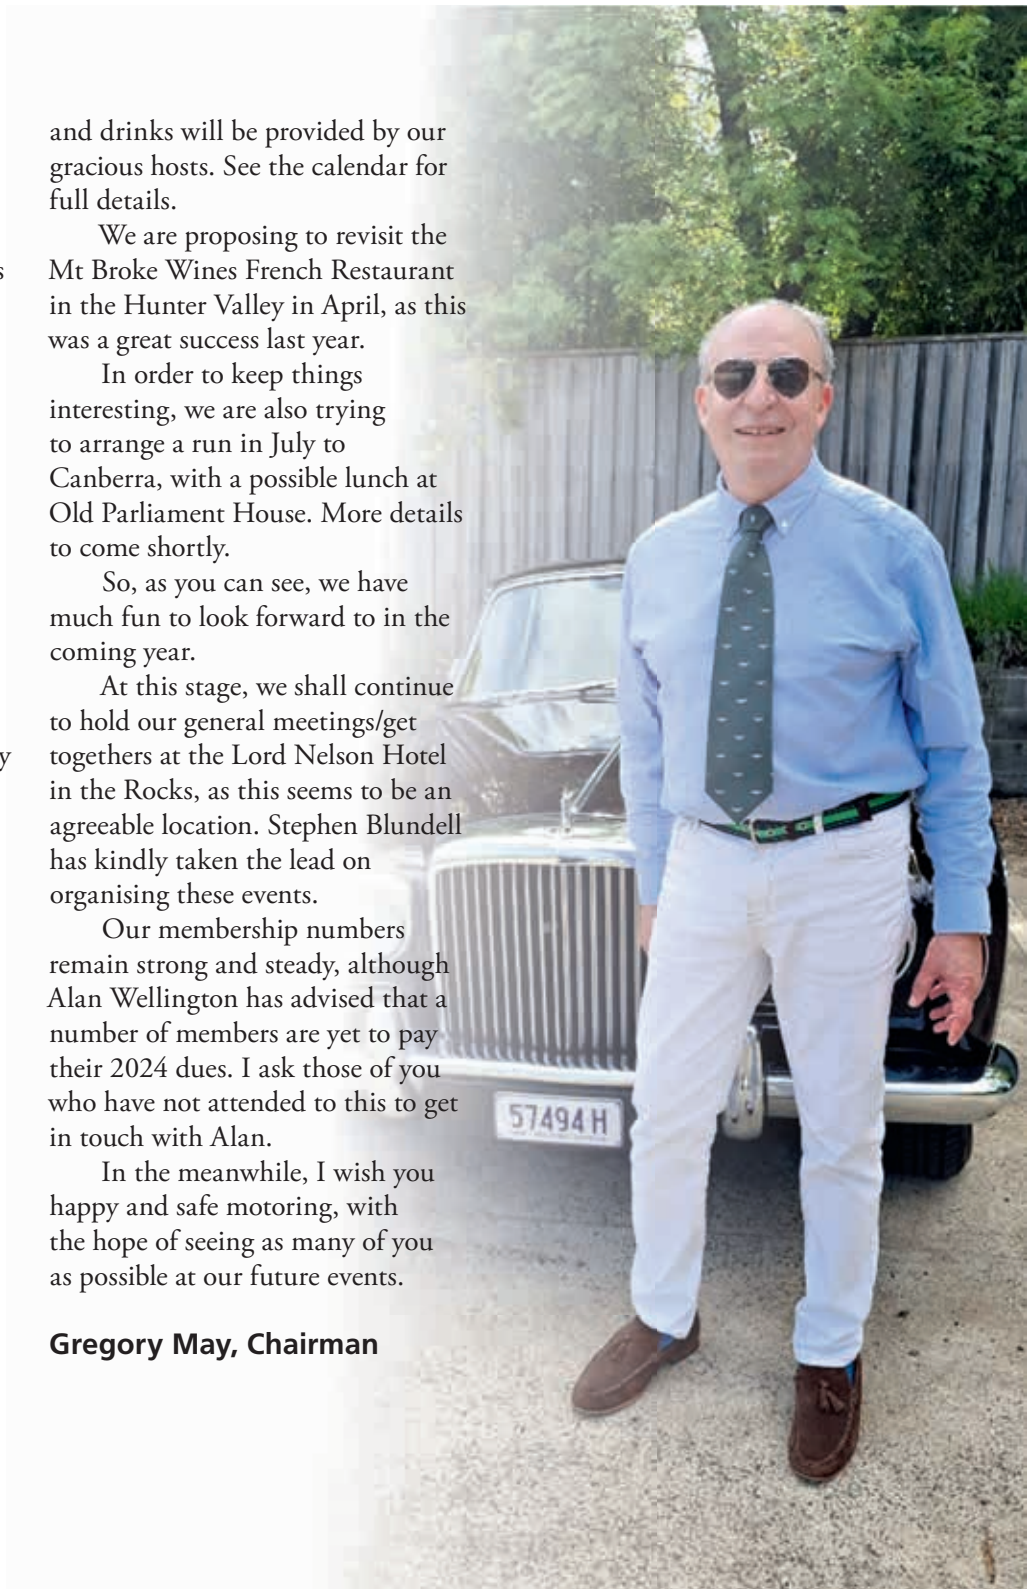 and drinks will be provided by our
gracious hosts. See the calendar for
full details.
We are proposing to revisit the
Mt Broke Wines French Restaurant
in the Hunter Valley in April, as this
was a great success last year.
In order to keep things
interesting, we are also trying
to arrange a run in July to
Canberra, with a possible lunch at
Old Parliament House. More details
to come shortly.
So, as you can see, we have
much fun to look forward to in the
coming year.
At this stage, we shall continue
to hold our general meetings/get
togethers at the Lord Nelson Hotel
in the Rocks, as this seems to be an
agreeable location. Stephen Blundell
has kindly taken the lead on
organising these events.
Our membership numbers
remain strong and steady, although
Alan Wellington has advised that a
number of members are yet to pay
their 2024 dues. I ask those of you
who have not attended to this to get
in touch with Alan.
In the meanwhile, I wish you
happy and safe motoring, with
the hope of seeing as many of you
as possible at our future events.
Gregory May, Chairman
57494 H